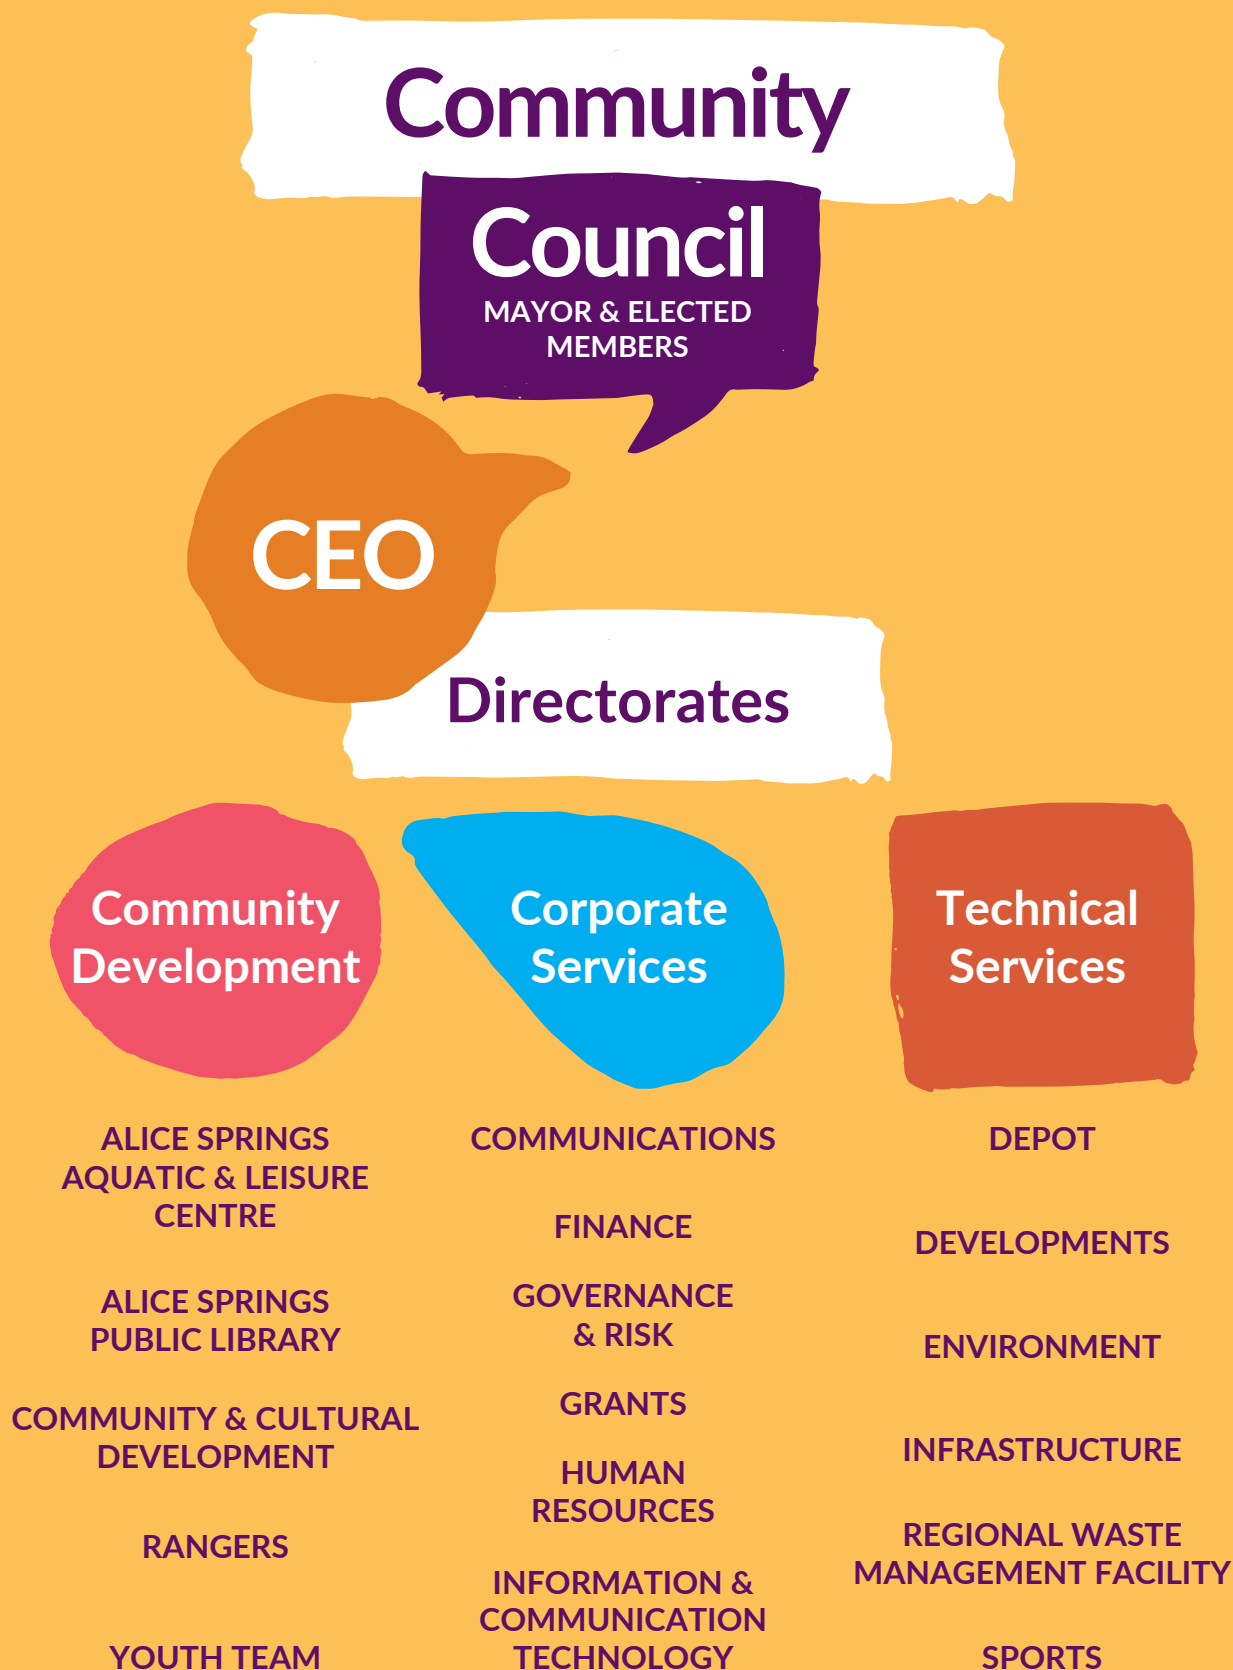 Community
Council
MAYOR & ELECTED
MEMBERS
CEO
Directorates
Community
Development
ALICE SPRINGS
AQUATIC & LEISURE
CENTRE
ALICE SPRINGS
PUBLIC LIBRARY
COMMUNITY & CULTURAL
DEVELOPMENT
RANGERS
YOUTH TEAM
Corporate
Services
COMMUNICATIONS
FINANCE
GOVERNANCE
& RISK
GRANTS
HUMAN
RESOURCES
INFORMATION &
COMMUNICATION
TECHNOLOGY
Technical
Services
DEPOT
DEVELOPMENTS
ENVIRONMENT
INFRASTRUCTURE
REGIONAL WASTE
MANAGEMENT FACILITY
SPORTS